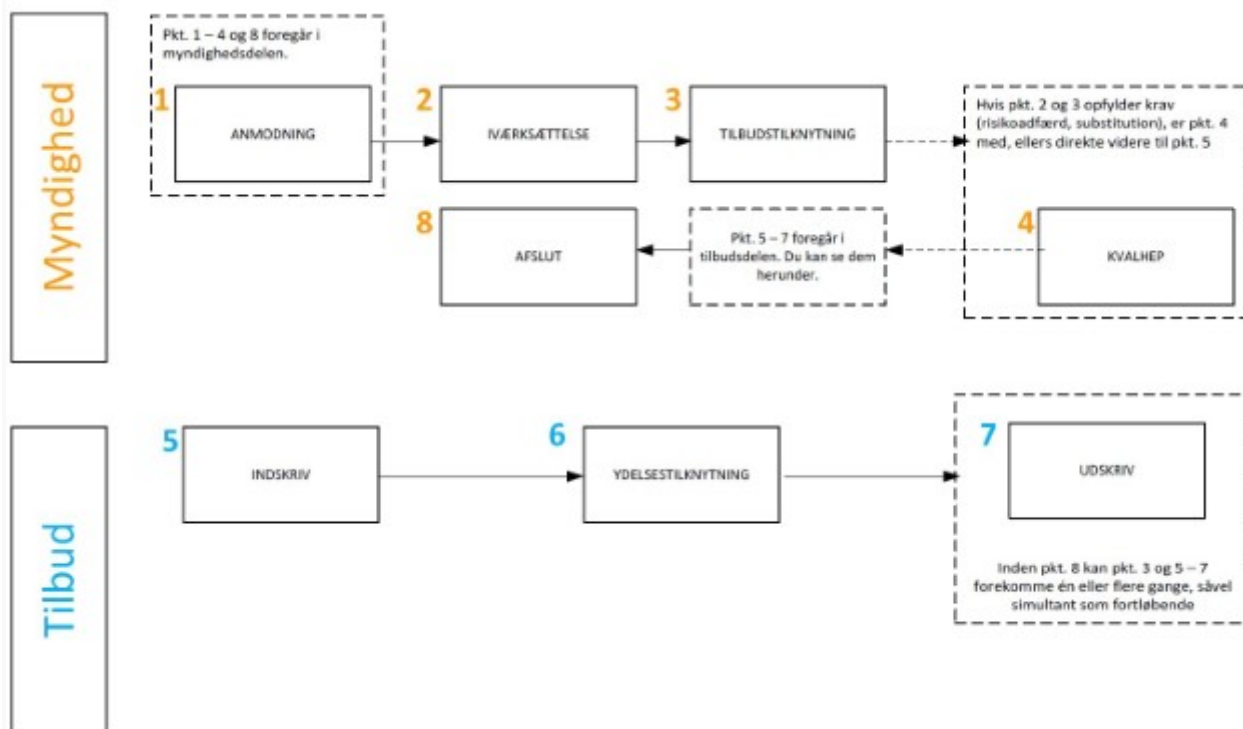 Myndighed
Pkt. 1 – 4 og 8 foregår i
myndighedsdelen.
1
ANMODNING
2
IVÆRKSÆTTELSE
3
TILBUDSTILKNYTNING
Hvis pkt. 2 og 3 opfylder krav
(risikoadfærd, substitution), er pkt. 4
med, ellers direkte videre til pkt. 5
4
KVALHEP
Pkt. 5 – 7 foregår i
tilbudsdelen. Du kan se dem
herunder.
8
AFSLUT
Tilbud
5
INDSKRIV
6
YDELSESTILKNYTNING
7
UDSKRIV
Inden pkt. 8 kan pkt. 3 og 5 – 7
forekomme én eller flere gange, såvel
simultant som fortløbende